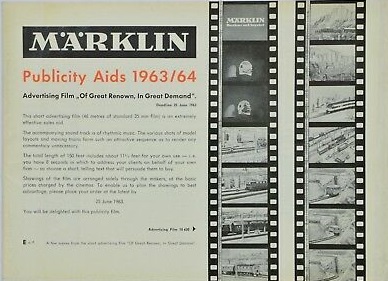 MÄRKLIN
Publicity Aids 1963/64
Advertising Film „Of Great Renown, In Great Demand".
Deadline 25 June 1963
This short advertising film (46 metres of standard 35 mm film) is an extremely
effective sales aid.
The accompanying sound track is of rhythmic music. The various shots of model
layouts and moving trains form such an attractive sequence as to render any
commentary unnecessary.
The total length of 150 feet includes about 11½ feet for your own use — i.e.
you have 8 seconds in which to address your clients on behalf of your own
firm — so choose a short, telling text that will persuade them to buy.
Showings of the film are arranged solely through the makers, at the basic
prices charged by the cinemas. To enable us to plan the showings to best
advantage, please place your order at the latest by
25 June 1963.
You will be delighted with this publicity film.
Advertising Film
E
A few scenes from the short advertising film "Of Great Renown, In Great Demand"
MÄRKLIN